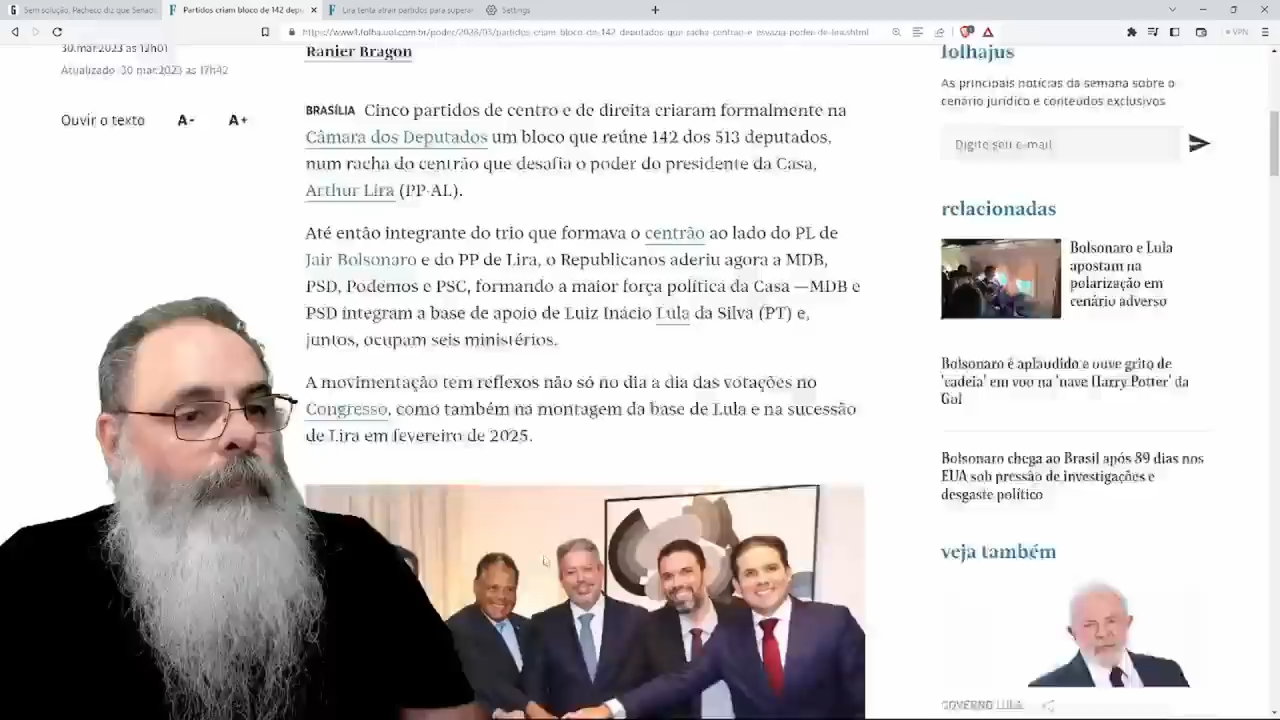 Sem solução, Pacheco diz que Senado
Partidos criam bloco de 142 depu
Lira tenta atrair partidos para superar
Settings
https://www1.folha.uol.com.br/poder/2023/03/partidos-criam-bloco-de-142-deputados-que-racha-centrao-e-esvazia-poder-de-lira.shtml
VPN
30.mar.2023 às 12h01
Atualizado: 30.mar.2023 às 17h42
Ouvir o texto A- A+
Ranier Bragon
BRASÍLIA Cinco partidos de centro e de direita criaram formalmente na
Câmara dos Deputados um bloco que reúne 142 dos 513 deputados,
num racha do centrão que desafia o poder do presidente da Casa,
Arthur Lira (PP-AL).
Até então integrante do trio que formava o centrão ao lado do PL de
Jair Bolsonaro e do PP de Lira, o Republicanos aderiu agora a MDB,
PSD, Podemos e PSC, formando a maior força política da Casa —MDB e
PSD integram a base de apoio de Luiz Inácio Lula da Silva (PT) e,
juntos, ocupam seis ministérios.
A movimentação tem reflexos não só no dia a dia das votações no
Congresso, como também na montagem da base de Lula e na sucessão
de Lira em fevereiro de 2025.
folhajus
As principais notícias da semana sobre o
cenário jurídico e conteúdos exclusivos
Digite seu e-mail
relacionadas
Bolsonaro e Lula
apostam na
polarização em
cenário adverso
Bolsonaro é aplaudido e ouve grito de
'cadeia' em voo na 'nave Harry Potter' da
Gol
Bolsonaro chega ao Brasil após 89 dias nos
EUA sob pressão de investigações e
desgaste político
veja também
GOVERNO LULA